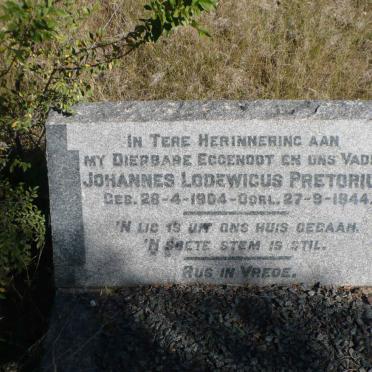 IN TERE HERINNERING AAN
MY DIERBARE EGGENOOT EN ONS VAD
JOHANNES LODEWICUS PRETORIU
GEB. 28-4-1904-OORL. 27-9-1944.
'N LIG IS UIT ONS HUIS GEGAAN.
'N SOETE STEM IS STIL.
RUS IN VREDE.